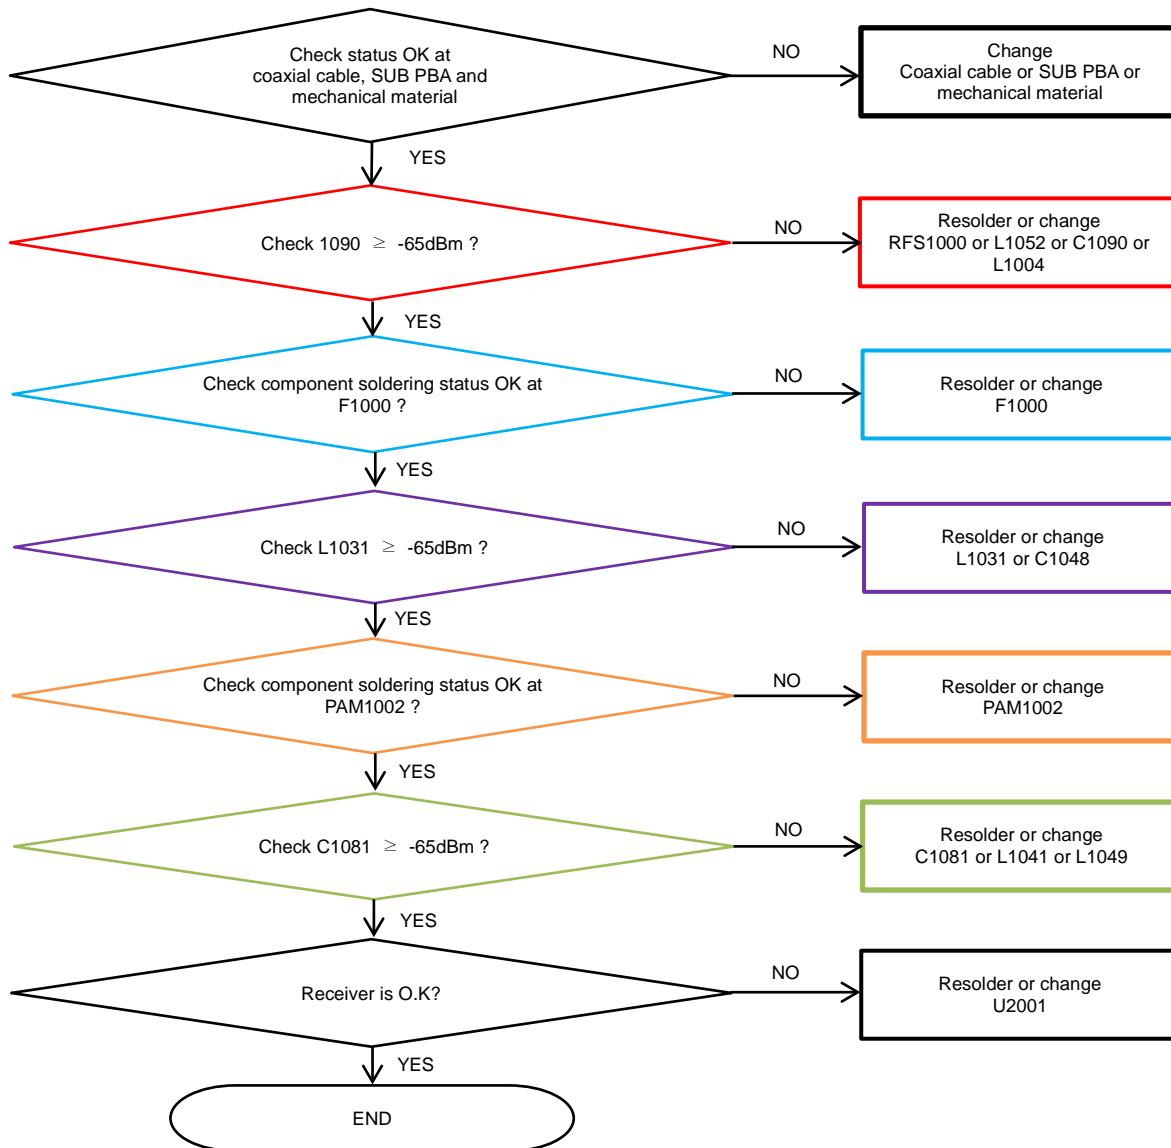 Check status OK at
coaxial cable, SUB PBA and
mechanical material
NO
Change
Coaxial cable or SUB PBA or
mechanical material
YES
Check 1090 ≥ -65dBm ?
NO
Resolder or change
RFS1000 or L1052 or C1090 or
L1004
YES
Check component soldering status OK at
F1000 ?
NO
Resolder or change
F1000
YES
Check L1031 ≥ -65dBm ?
NO
Resolder or change
L1031 or C1048
YES
Check component soldering status OK at
PAM1002 ?
NO
Resolder or change
PAM1002
YES
Check C1081 ≥ -65dBm ?
NO
Resolder or change
C1081 or L1041 or L1049
YES
Receiver is O.K?
NO
Resolder or change
U2001
YES
END